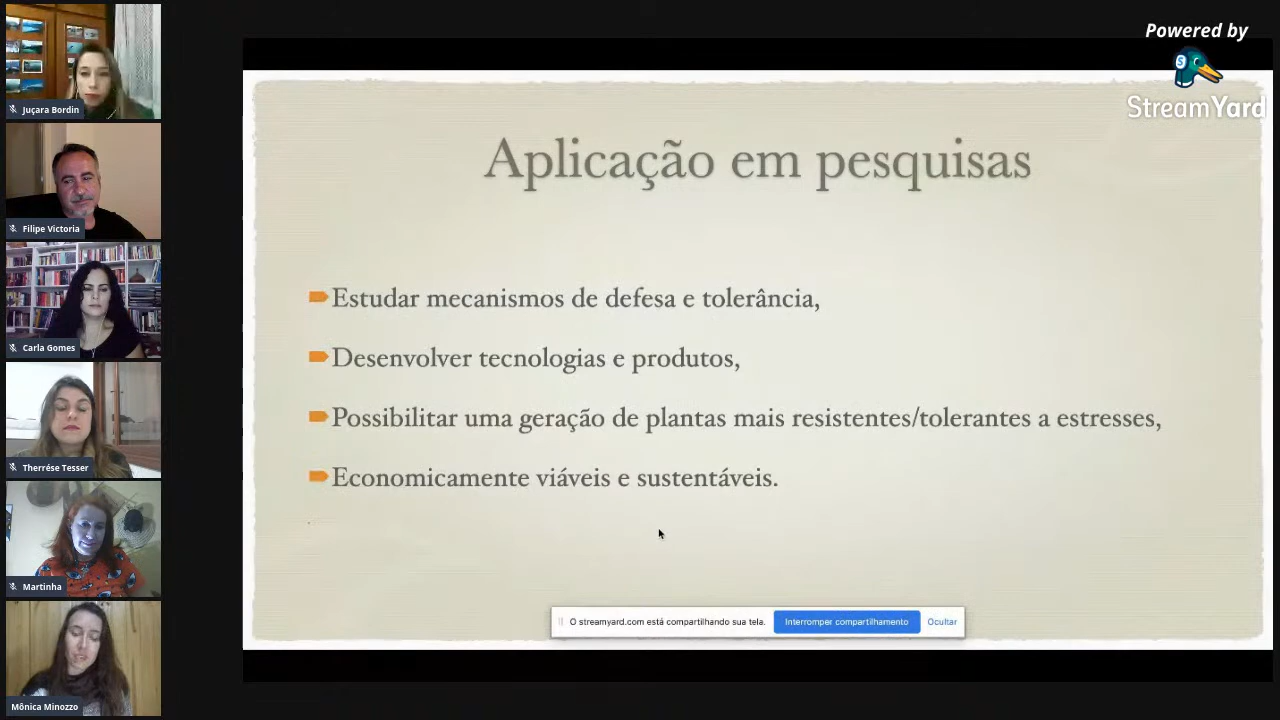 Powered by
StreamYard
Juçara Bordin
Filipe Victoria
Carla Gomes
Therrése Tesser
Martinha
Mônica Minozzo
Aplicação em pesquisas
Estudar mecanismos de defesa e tolerância,
Desenvolver tecnologias e produtos,
Possibilitar uma geração de plantas mais resistentes/tolerantes a estresses,
Economicamente viáveis e sustentáveis.
O streamyard.com está compartilhando sua tela. Interromper compartilhamento Ocultar